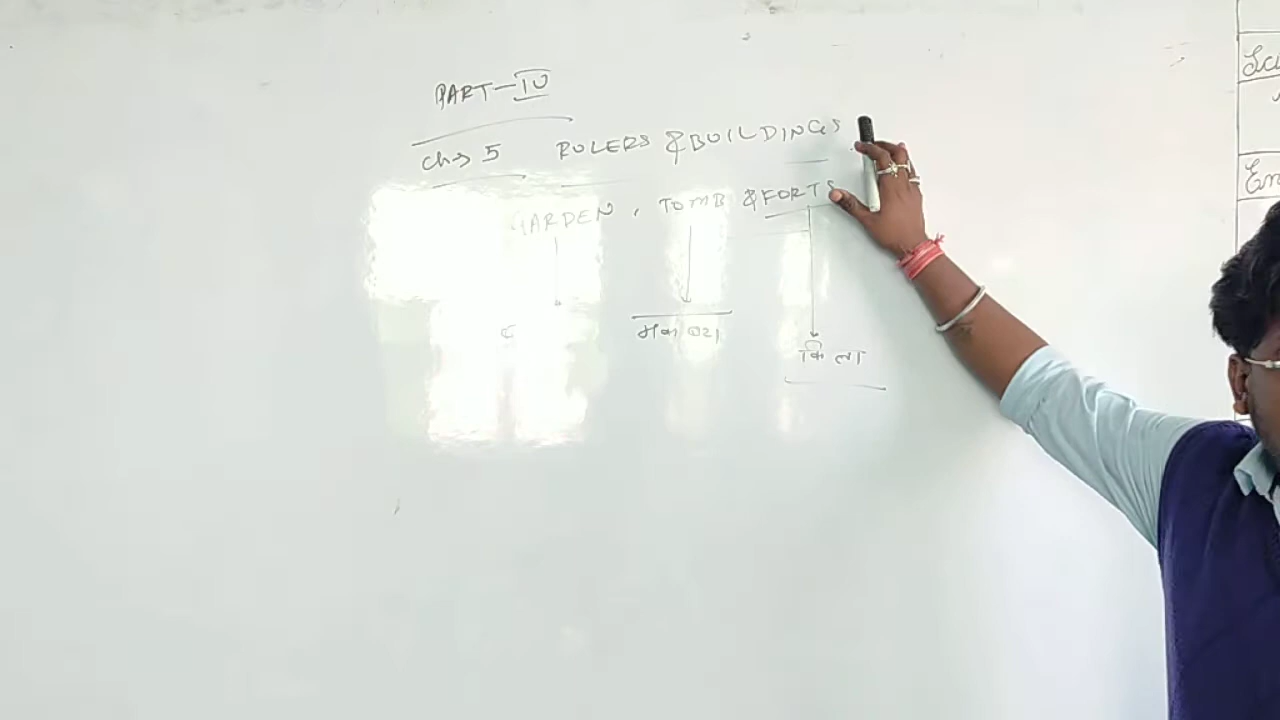 PART-IV
Ch→ 5 RULERS & BUILDINGS
GARDEN, TOMB & FORTS
मकबरा
किला